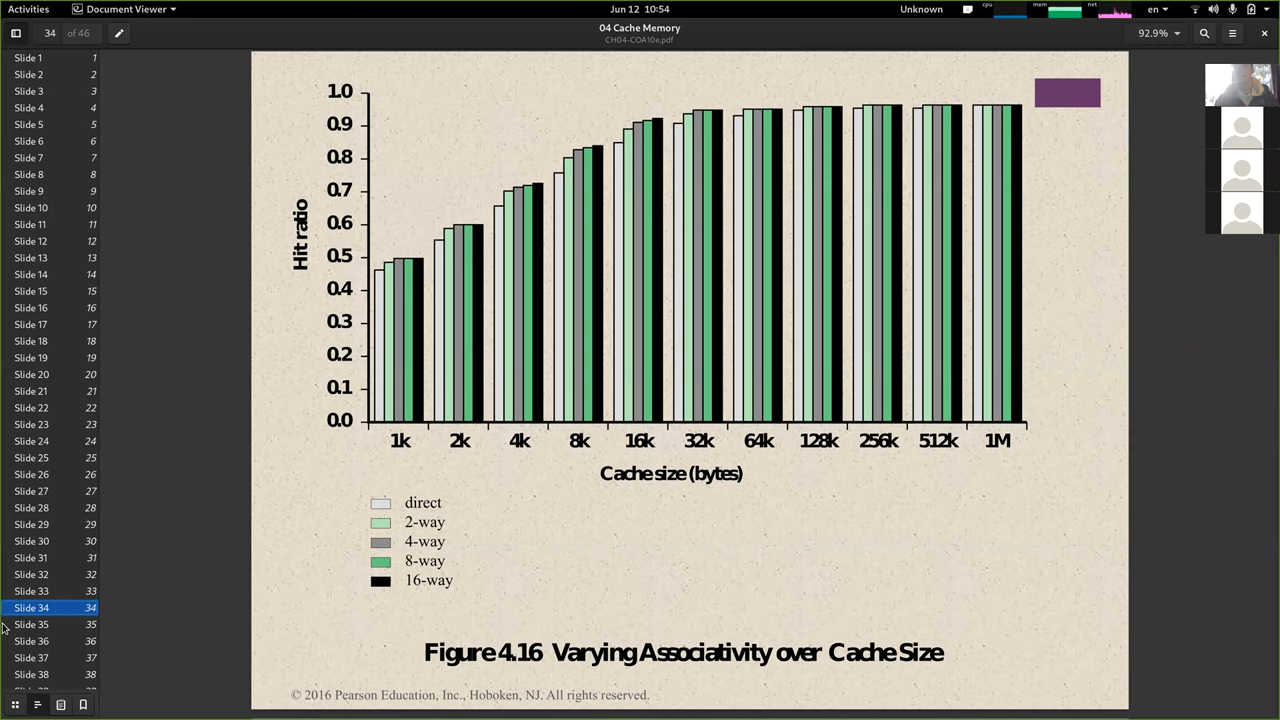 Activities
Document Viewer
Jun 12 10:54
Unknown
cpu
mem
net
en
34 of 46
04 Cache Memory
CH04-COA10e.pdf
92.9%
Slide 1 1
Slide 2 2
Slide 3 3
Slide 4 4
Slide 5 5
Slide 6 6
Slide 7 7
Slide 8 8
Slide 9 9
Slide 10 10
Slide 11 11
Slide 12 12
Slide 13 13
Slide 14 14
Slide 15 15
Slide 16 16
Slide 17 17
Slide 18 18
Slide 19 19
Slide 20 20
Slide 21 21
Slide 22 22
Slide 23 23
Slide 24 24
Slide 25 25
Slide 26 26
Slide 27 27
Slide 28 28
Slide 29 29
Slide 30 30
Slide 31 31
Slide 32 32
Slide 33 33
Slide 34 34
Slide 35 35
Slide 36 36
Slide 37 37
Slide 38 38
1.0
0.9
0.8
0.7
0.6
0.5
0.4
0.3
0.2
0.1
0.0
Hit ratio
1k 2k 4k 8k 16k 32k 64k 128k 256k 512k 1M
Cache size (bytes)
direct
2-way
4-way
8-way
16-way
Figure 4.16 Varying Associativity over Cache Size
© 2016 Pearson Education, Inc., Hoboken, NJ. All rights reserved.